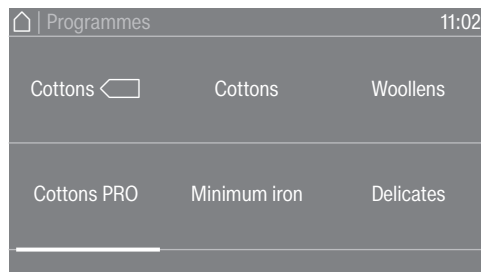 | Programmes 11:02
Cottons Cottons Woollens
Cottons PRO Minimum iron Delicates